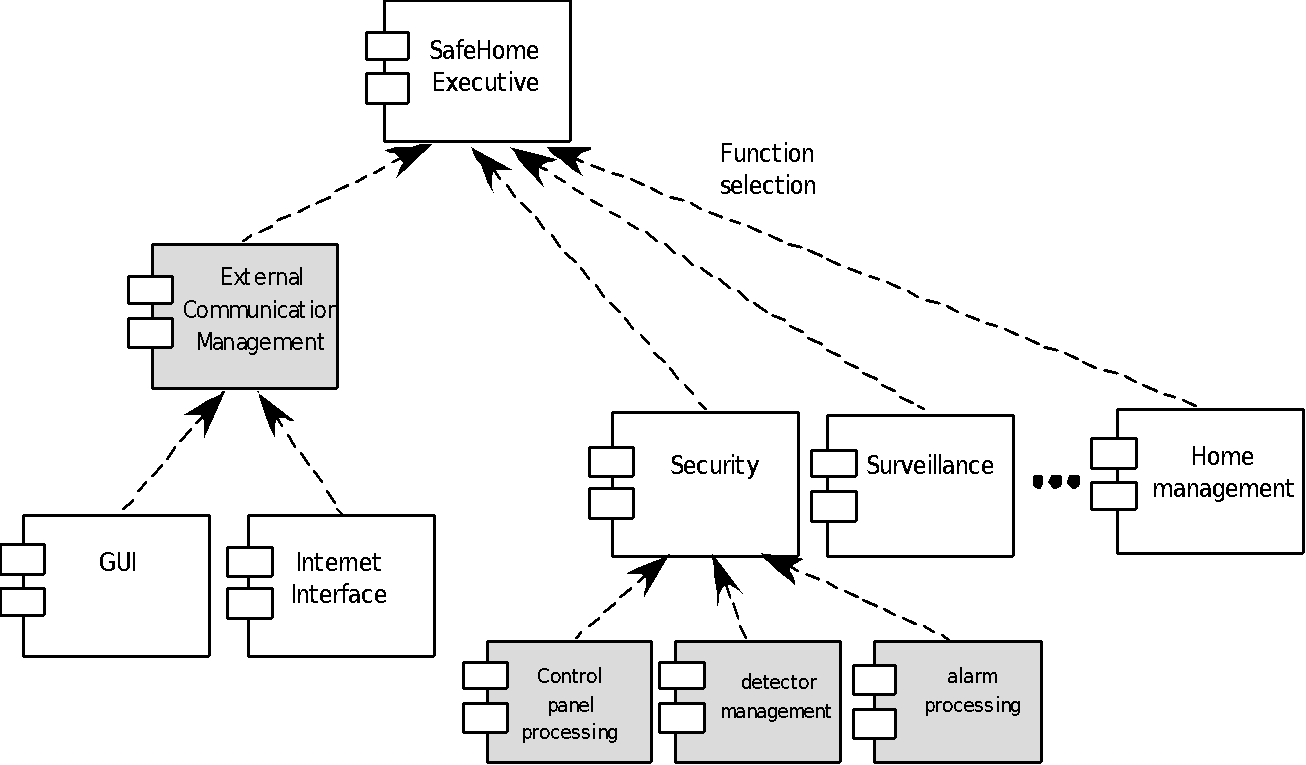 SafeHome
Executive
Function
selection
External
Communication
Management
Security
Surveillance
Home
management
GUI
Internet
Interface
Control
panel
processing
detector
management
alarm
processing